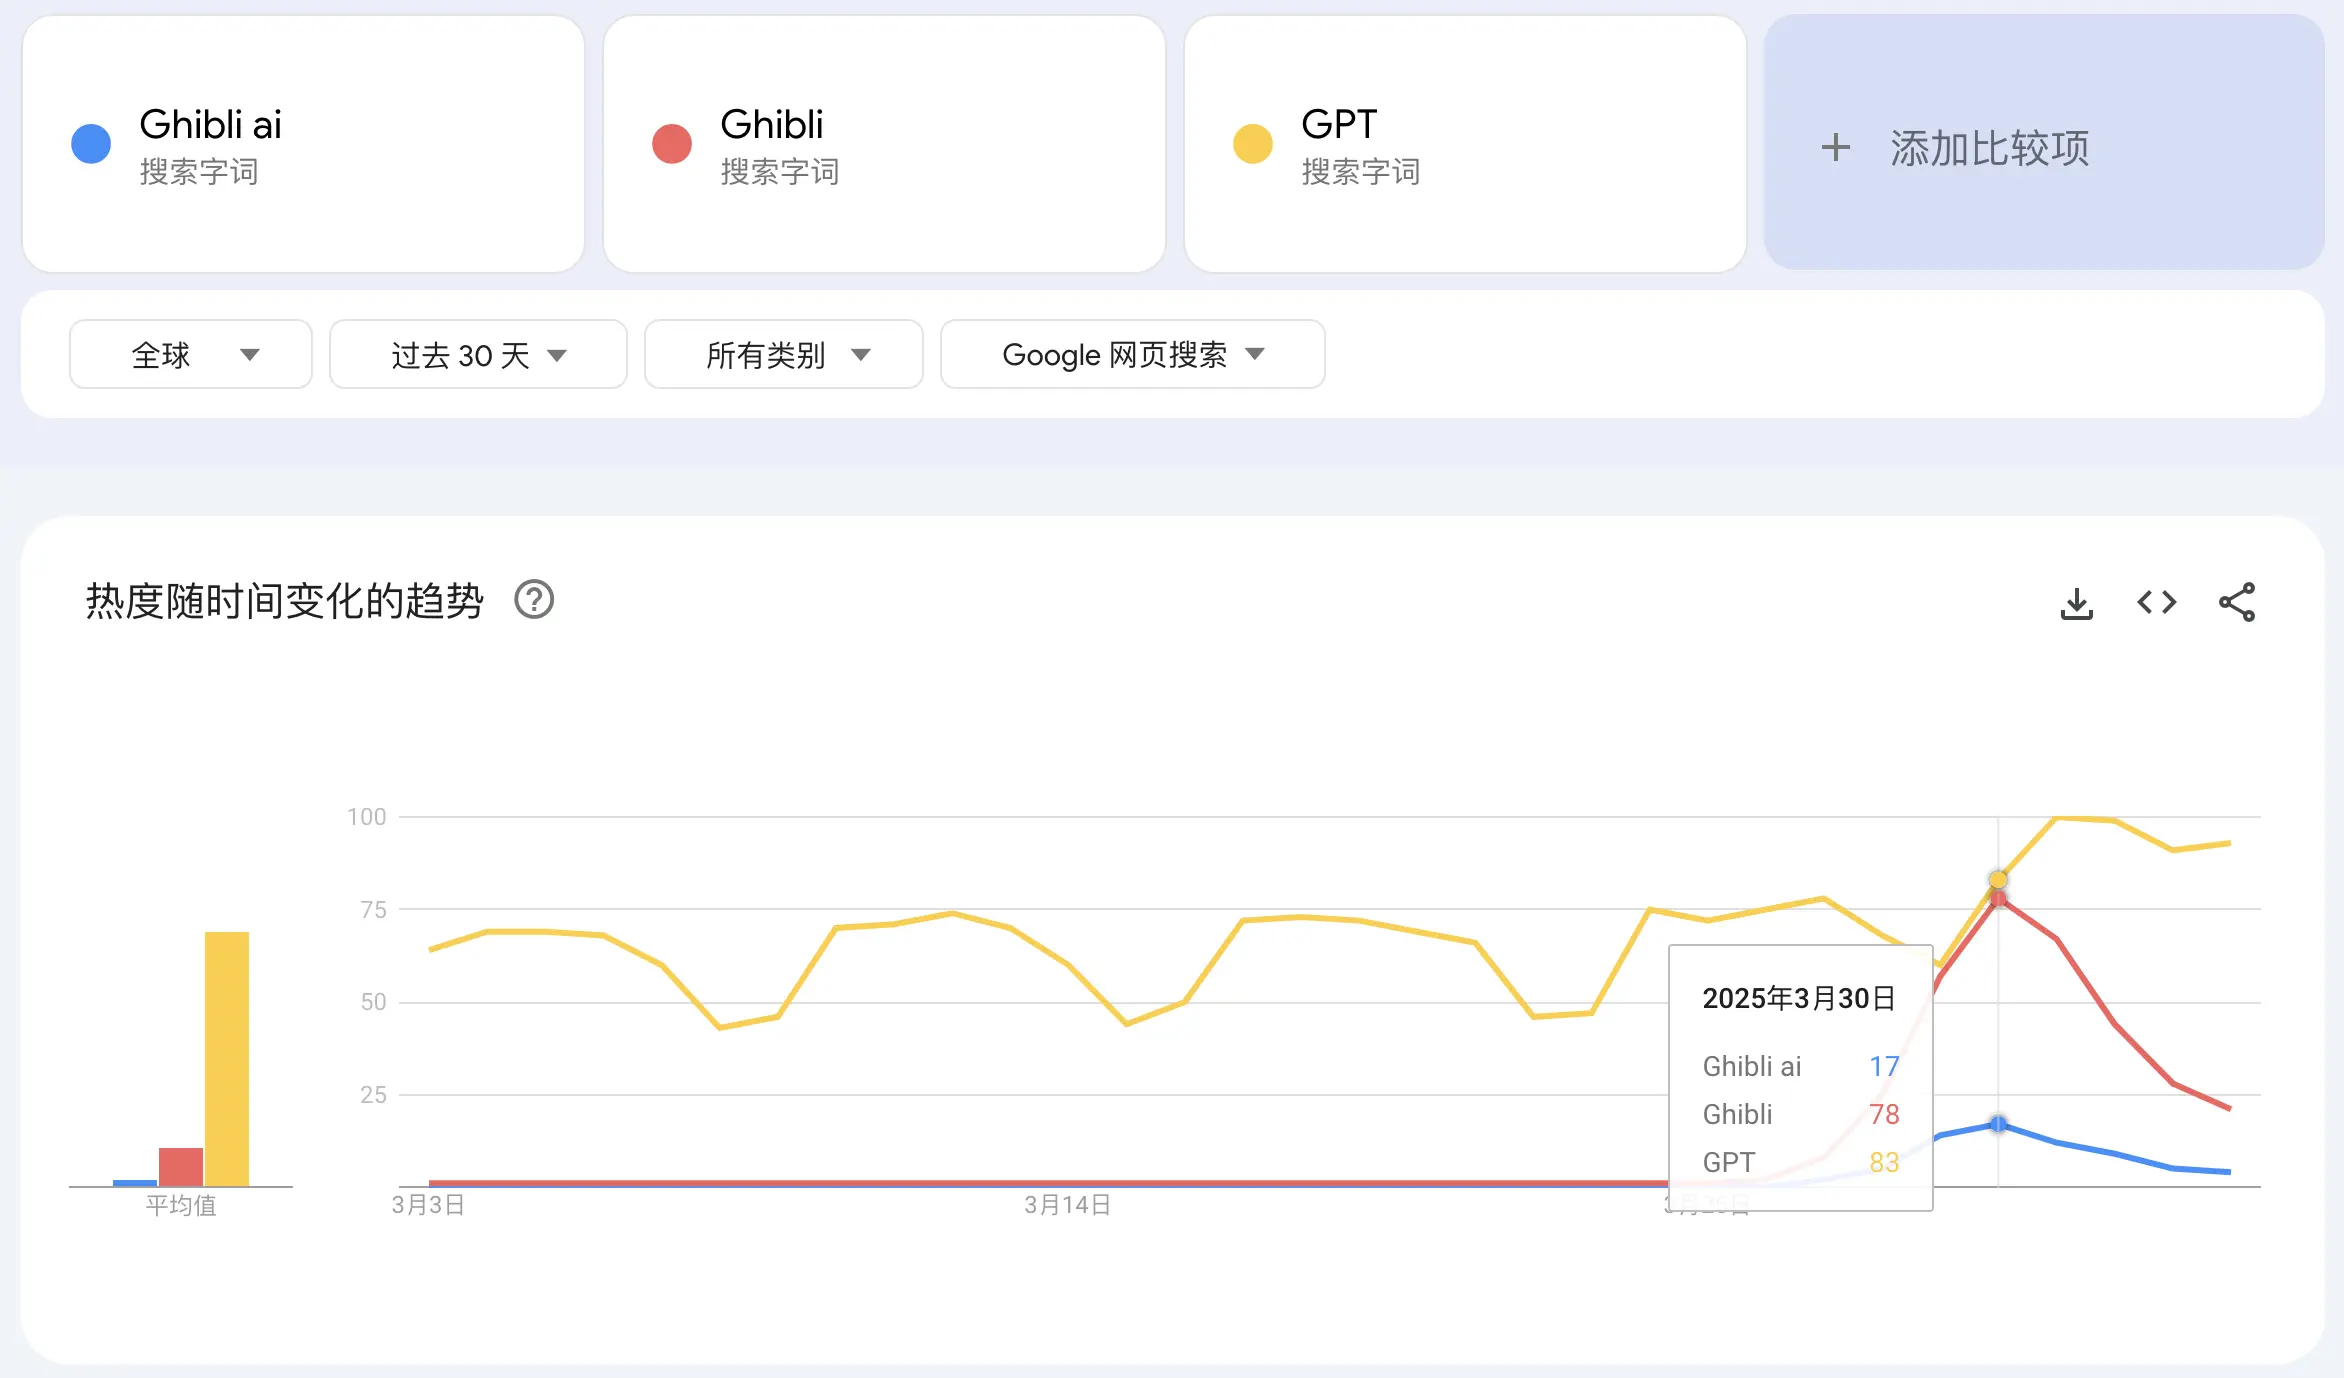 Ghibli ai
搜索字词
Ghibli
搜索字词
GPT
搜索字词
+ 添加比较项
全球
过去 30 天
所有类别
Google 网页搜索
热度随时间变化的趋势
100
75
50
25
平均值
3月3日
3月14日
2025年3月30日
Ghibli ai 17
Ghibli 78
GPT 83